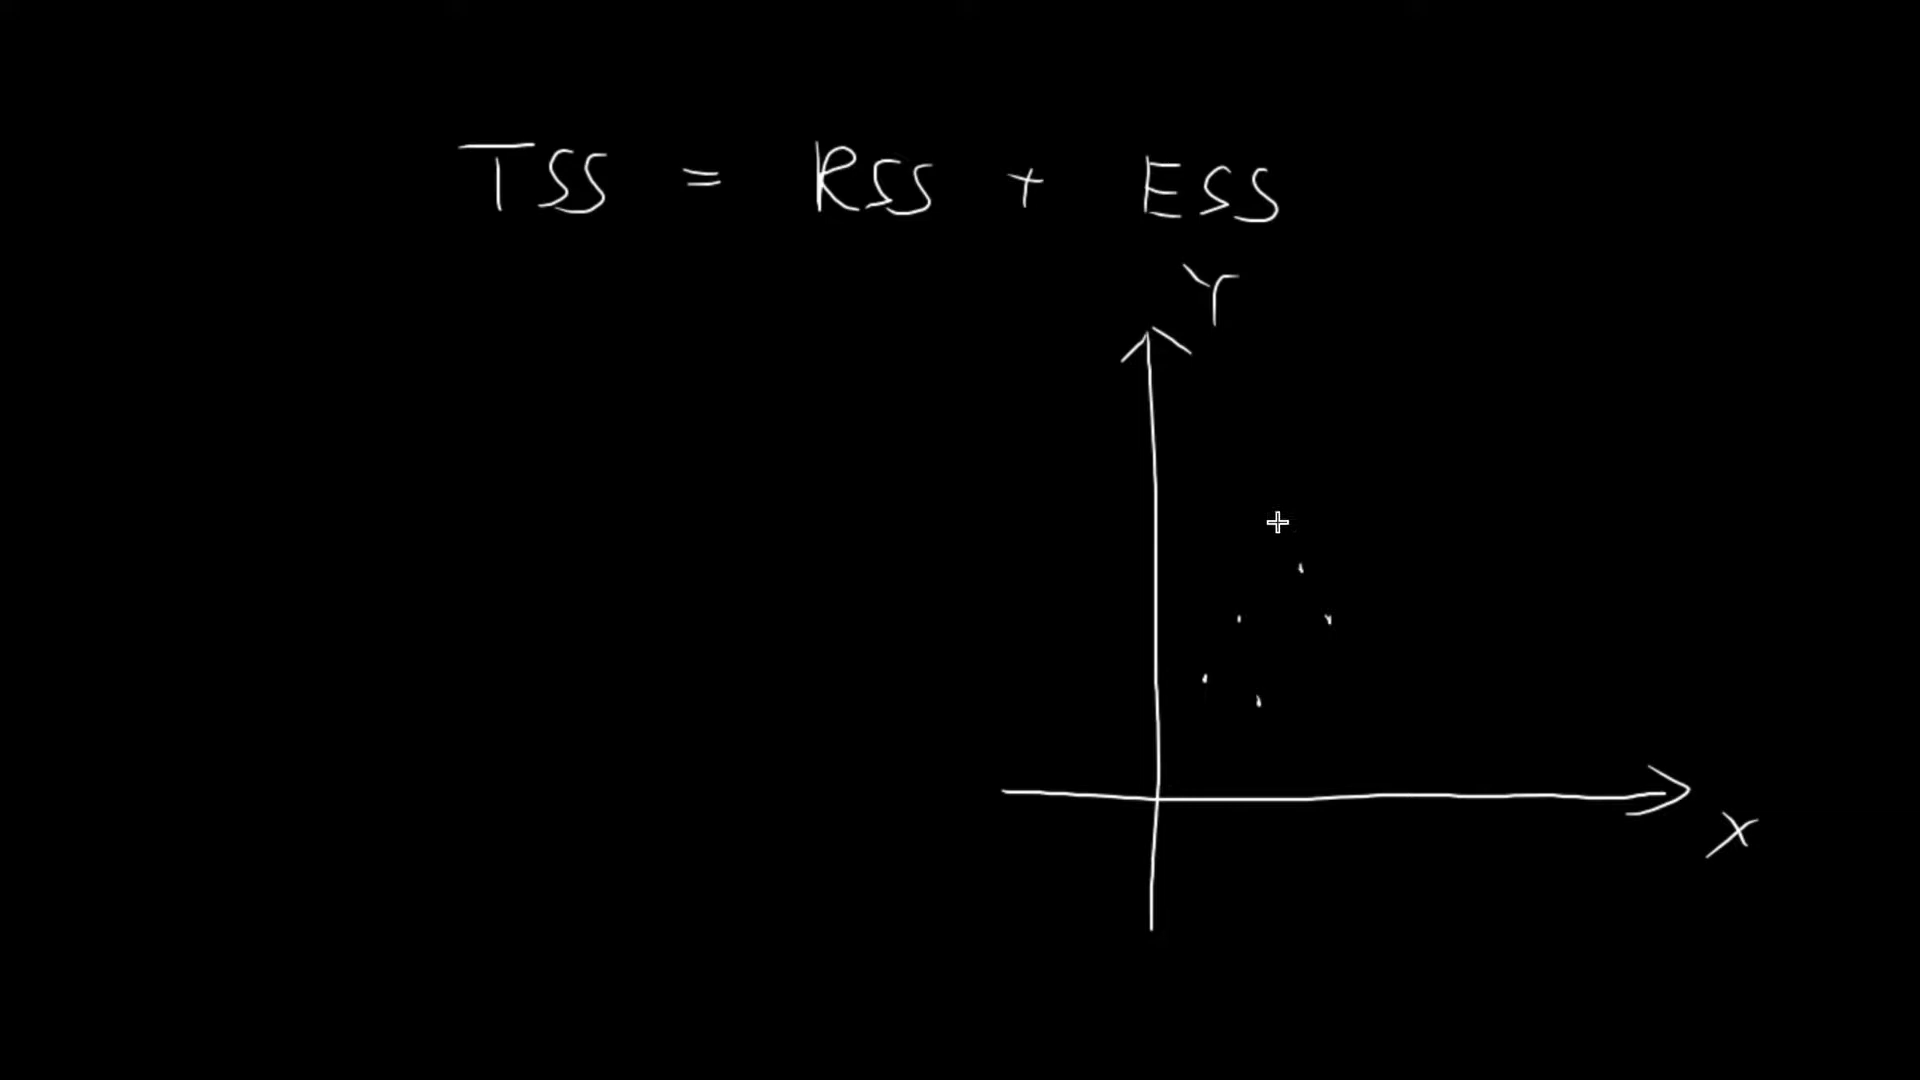 TSS = RSS + ESS
Y
X